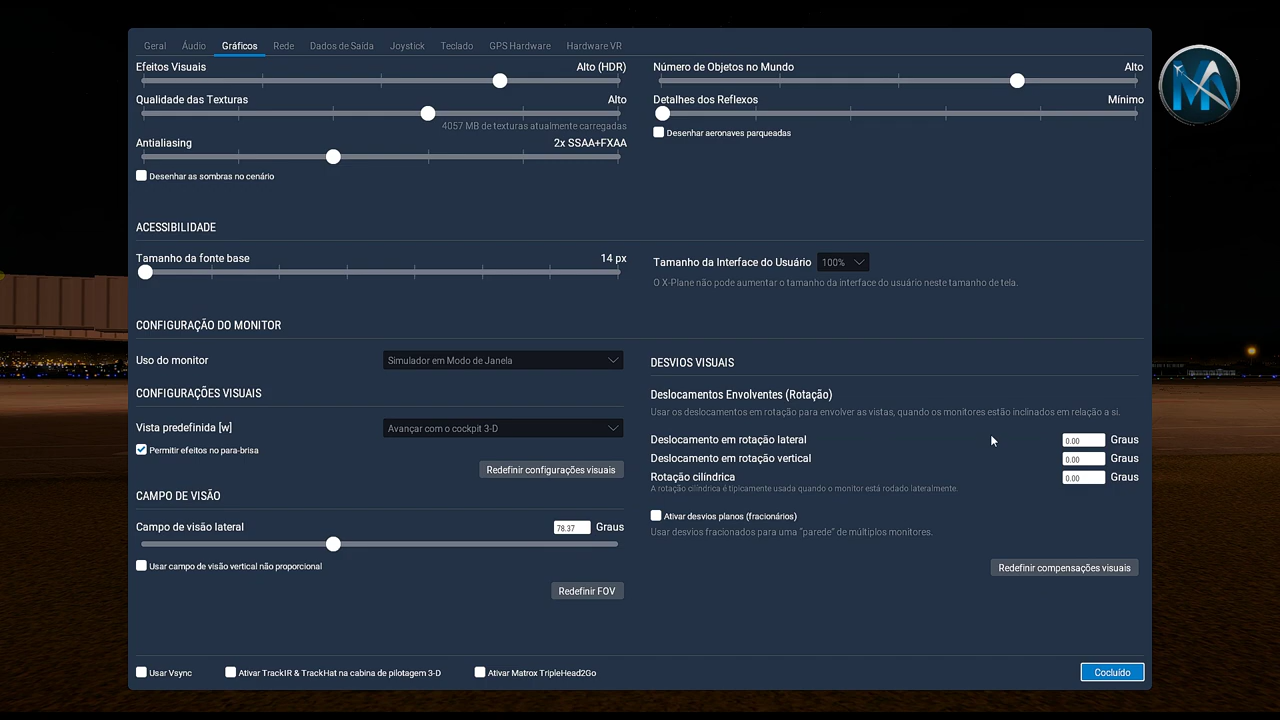 Geral Áudio Gráficos Rede Dados de Saída Joystick Teclado GPS Hardware Hardware VR
Efeitos Visuais Alto (HDR)
Qualidade das Texturas Alto
4057 MB de texturas atualmente carregadas
Antialiasing 2x SSAA+FXAA
Desenhar as sombras no cenário
Número de Objetos no Mundo Alto
Detalhes dos Reflexos Mínimo
Desenhar aeronaves parqueadas
ACESSIBILIDADE
Tamanho da fonte base 14 px
Tamanho da Interface do Usuário 100%
O X-Plane não pode aumentar o tamanho da interface do usuário neste tamanho de tela.
CONFIGURAÇÃO DO MONITOR
Uso do monitor Simulador em Modo de Janela
CONFIGURAÇÕES VISUAIS
Vista predefinida [w] Avançar com o cockpit 3-D
Permitir efeitos no para-brisa
Redefinir configurações visuais
CAMPO DE VISÃO
Campo de visão lateral 78.37 Graus
Usar campo de visão vertical não proporcional
Redefinir FOV
DESVIOS VISUAIS
Deslocamentos Envolventes (Rotação)
Usar os deslocamentos em rotação para envolver as vistas, quando os monitores estão inclinados em relação a si.
Deslocamento em rotação lateral 0.00 Graus
Deslocamento em rotação vertical 0.00 Graus
Rotação cilíndrica 0.00 Graus
A rotação cilíndrica é tipicamente usada quando o monitor está rodado lateralmente.
Ativar desvios planos (fracionários)
Usar desvios fracionados para uma "parede" de múltiplos monitores.
Redefinir compensações visuais
Usar Vsync Ativar TrackIR & TrackHat na cabina de pilotagem 3-D Ativar Matrox TripleHead2Go
Cocluído
MA